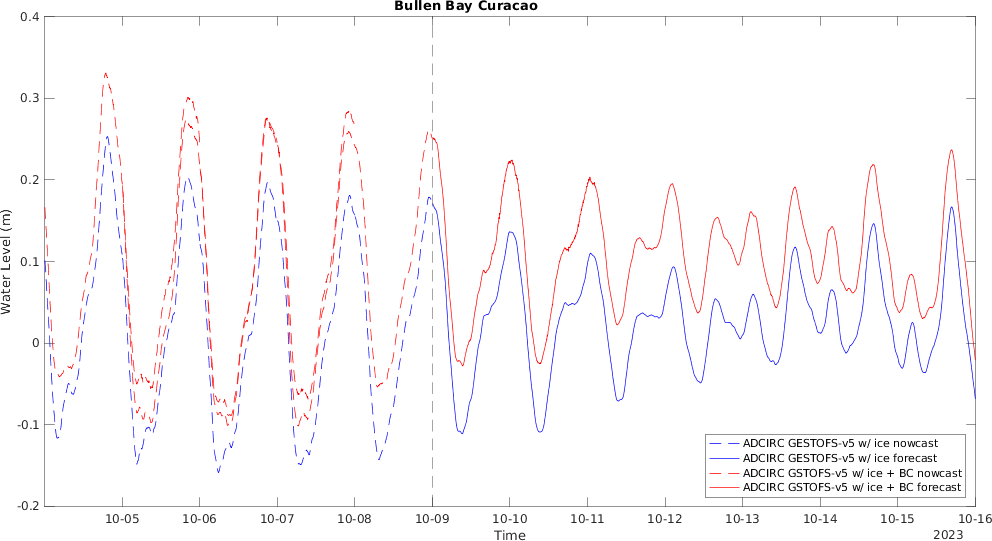 Bullen Bay Curacao
0.4
0.3
0.2
0.1
0
-0.1
-0.2
Water Level (m)
10-05
10-06
10-07
10-08
10-09
10-10
10-11
10-12
10-13
10-14
10-15
10-16
Time
2023
ADCIRC GESTOFS-v5 w/ ice nowcast
ADCIRC GESTOFS-v5 w/ ice forecast
ADCIRC GSTOFS-v5 w/ ice + BC nowcast
ADCIRC GSTOFS-v5 w/ ice + BC forecast